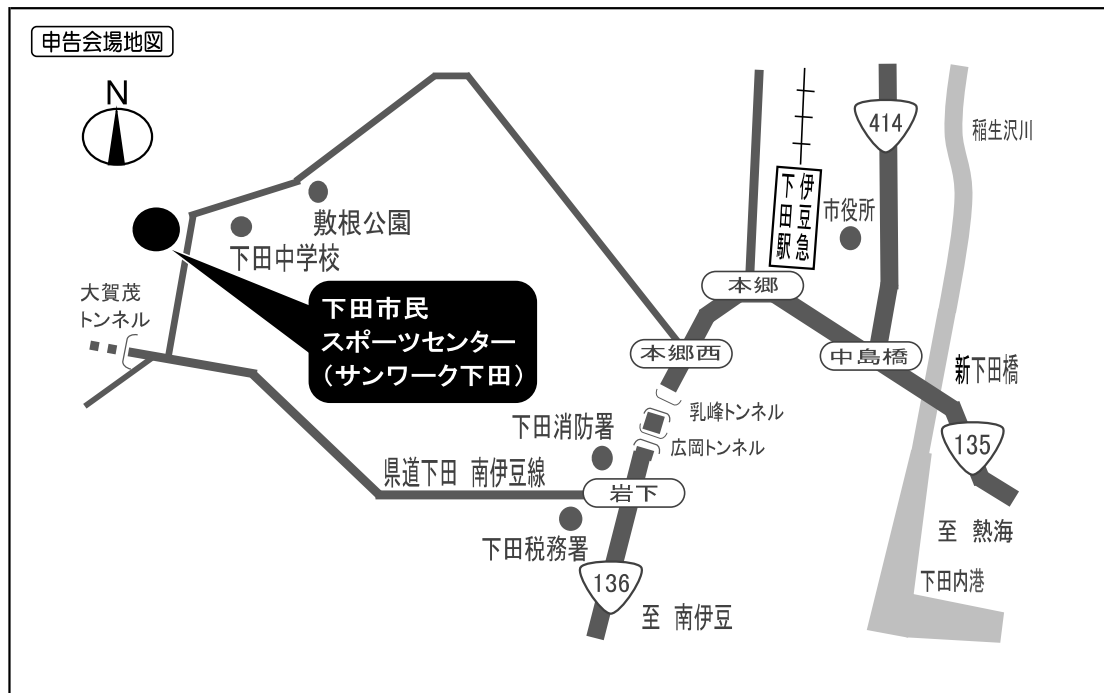 申告会場地図
N
414
稲生沢川
伊豆急
下田駅
市役所
敷根公園
下田中学校
大賀茂
トンネル
下田市民
スポーツセンター
（サンワーク下田）
本郷
本郷西
中島橋
新下田橋
乳峰トンネル
広岡トンネル
下田消防署
135
県道下田 南伊豆線
岩下
下田税務署
至 熱海
136
下田内港
至 南伊豆